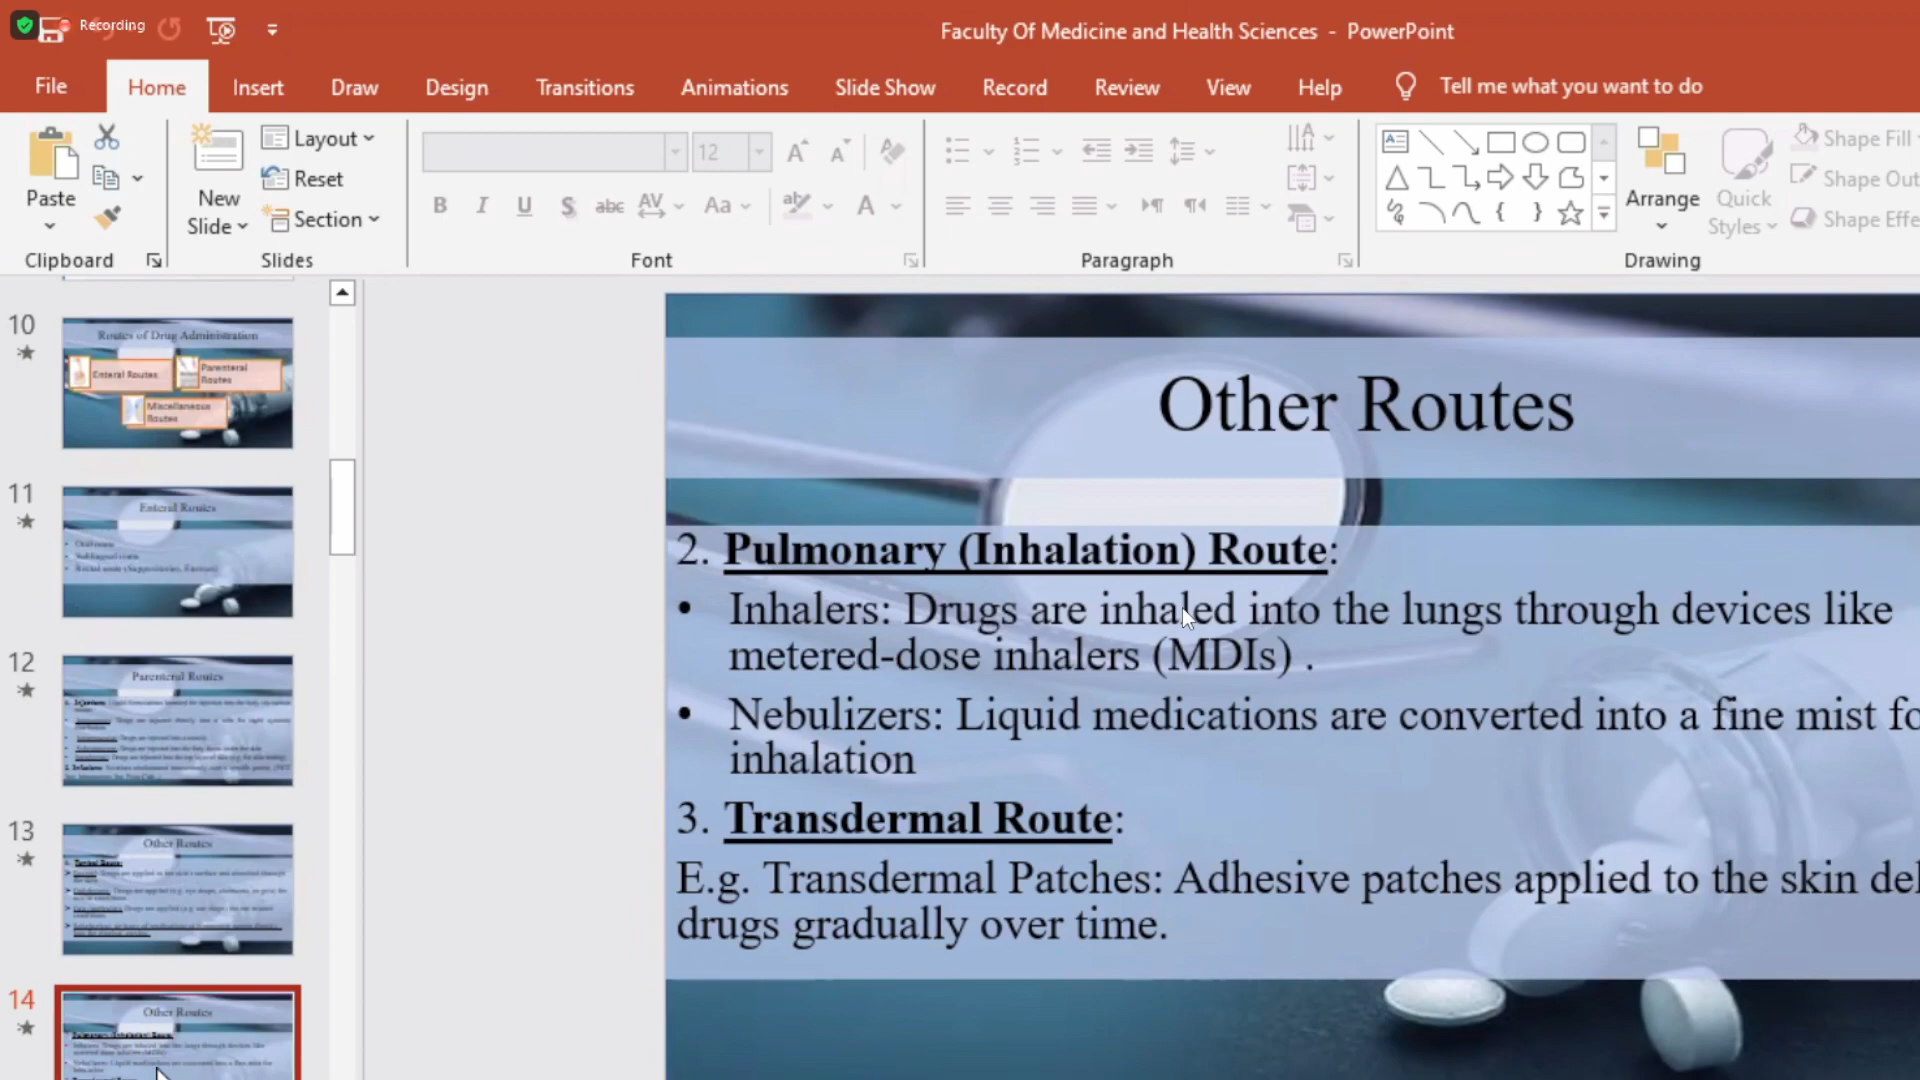 Recording
Faculty Of Medicine and Health Sciences - PowerPoint
File Home Insert Draw Design Transitions Animations Slide Show Record Review View Help Tell me what you want to do
Paste
New Slide
Layout
Reset
Section
12
B I U S abc AV Aa A
Arrange
Quick Styles
Shape Fill
Shape Out
Shape Effe
Clipboard Slides Font Paragraph Drawing
10
Routes of Drug Administration
Enteral Routes
Parenteral Routes
Miscellaneous Routes
11
Enteral Routes
12
Parenteral Routes
13
Other Routes
14
Other Routes
Other Routes
2. Pulmonary (Inhalation) Route:
• Inhalers: Drugs are inhaled into the lungs through devices like
metered-dose inhalers (MDIs) .
• Nebulizers: Liquid medications are converted into a fine mist fo
inhalation
3. Transdermal Route:
E.g. Transdermal Patches: Adhesive patches applied to the skin del
drugs gradually over time.